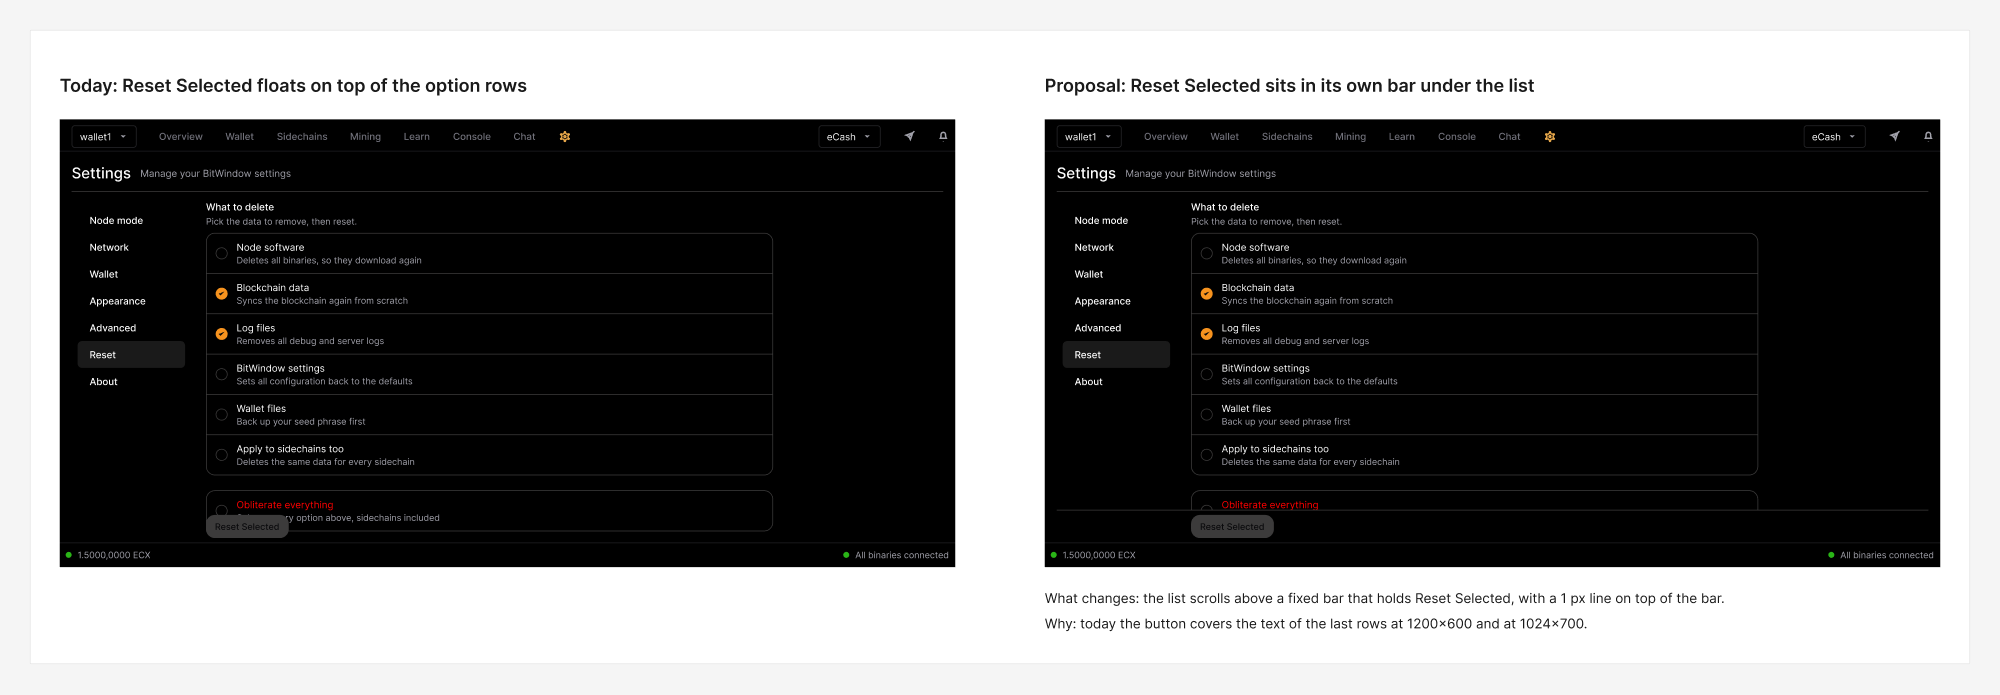 Today: Reset Selected floats on top of the option rows
wallet1
Overview
Wallet
Sidechains
Mining
Learn
Console
Chat
eCash
Settings
Manage your BitWindow settings
Node mode
Network
Wallet
Appearance
Advanced
Reset
About
What to delete
Pick the data to remove, then reset.
Node software
Deletes all binaries, so they download again
Blockchain data
Syncs the blockchain again from scratch
Log files
Removes all debug and server logs
BitWindow settings
Sets all configuration back to the defaults
Wallet files
Back up your seed phrase first
Apply to sidechains too
Deletes the same data for every sidechain
Obliterate everything
option above, sidechains included
Reset Selected
1.5000,0000 ECX
All binaries connected
Proposal: Reset Selected sits in its own bar under the list
wallet1
Overview
Wallet
Sidechains
Mining
Learn
Console
Chat
eCash
Settings
Manage your BitWindow settings
Node mode
Network
Wallet
Appearance
Advanced
Reset
About
What to delete
Pick the data to remove, then reset.
Node software
Deletes all binaries, so they download again
Blockchain data
Syncs the blockchain again from scratch
Log files
Removes all debug and server logs
BitWindow settings
Sets all configuration back to the defaults
Wallet files
Back up your seed phrase first
Apply to sidechains too
Deletes the same data for every sidechain
Obliterate everything
Reset Selected
1.5000,0000 ECX
All binaries connected
What changes: the list scrolls above a fixed bar that holds Reset Selected, with a 1 px line on top of the bar.
Why: today the button covers the text of the last rows at 1200×600 and at 1024×700.